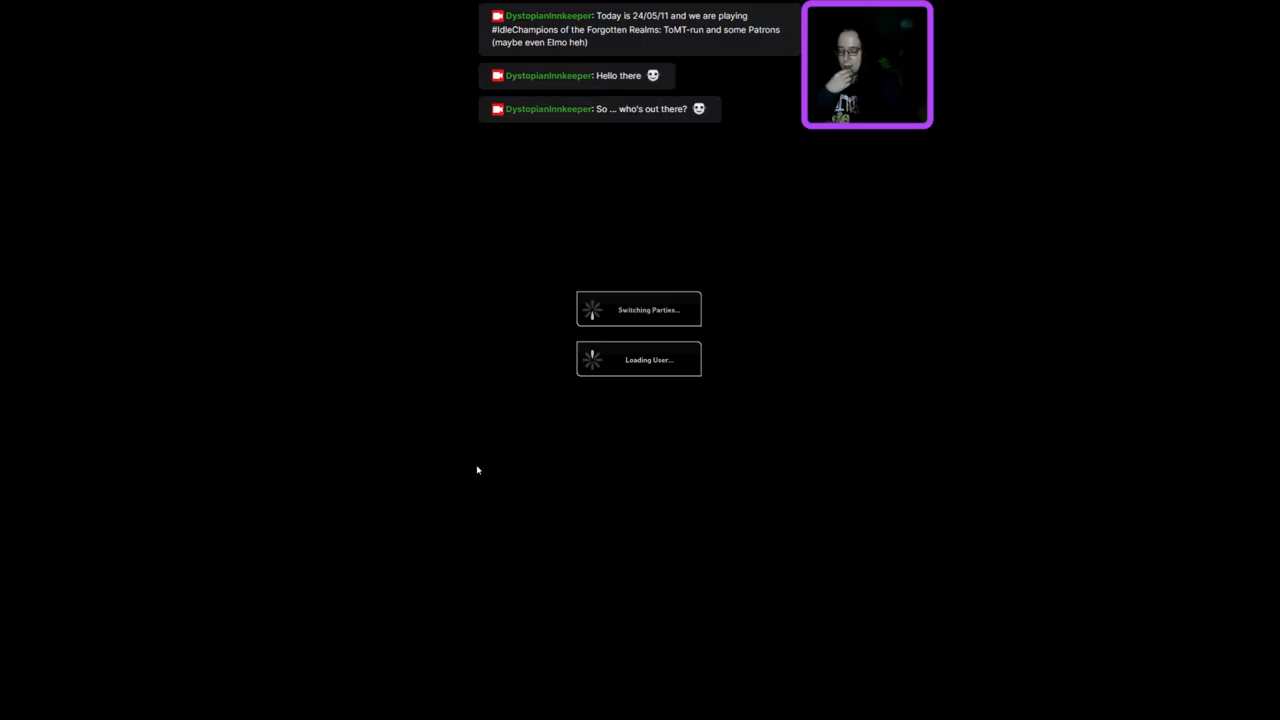 DystopianInnkeeper: Today is 24/05/11 and we are playing
#IdleChampions of the Forgotten Realms: ToMT-run and some Patrons
(maybe even Elmo heh)
DystopianInnkeeper: Hello there
DystopianInnkeeper: So ... who's out there?
Switching Parties...
Loading User...